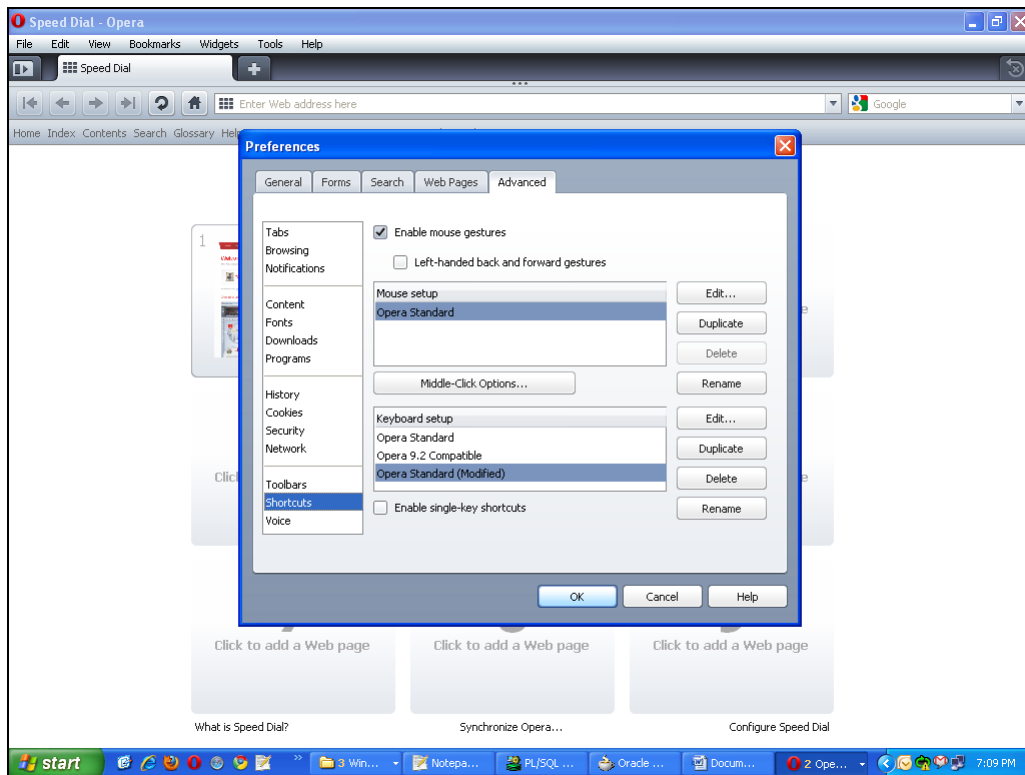 Speed Dial - Opera
File Edit View Bookmarks Widgets Tools Help
Speed Dial
Enter Web address here
Google
Home Index Contents Search Glossary
Preferences
General Forms Search Web Pages Advanced
Tabs
Browsing
Notifications
Content
Fonts
Downloads
Programs
History
Cookies
Security
Network
Toolbars
Shortcuts
Voice
Enable mouse gestures
Left-handed back and forward gestures
Mouse setup
Opera Standard
Edit...
Duplicate
Delete
Rename
Middle-Click Options...
Keyboard setup
Opera Standard
Opera 9.2 Compatible
Opera Standard (Modified)
Edit...
Duplicate
Delete
Rename
Enable single-key shortcuts
OK Cancel Help
1
Click to add a Web page Click to add a Web page Click to add a Web page
What is Speed Dial? Synchronize Opera... Configure Speed Dial
start 3 Win... Notepa... PL/SQL ... Oracle ... Docum... 2 Ope... 7:09 PM